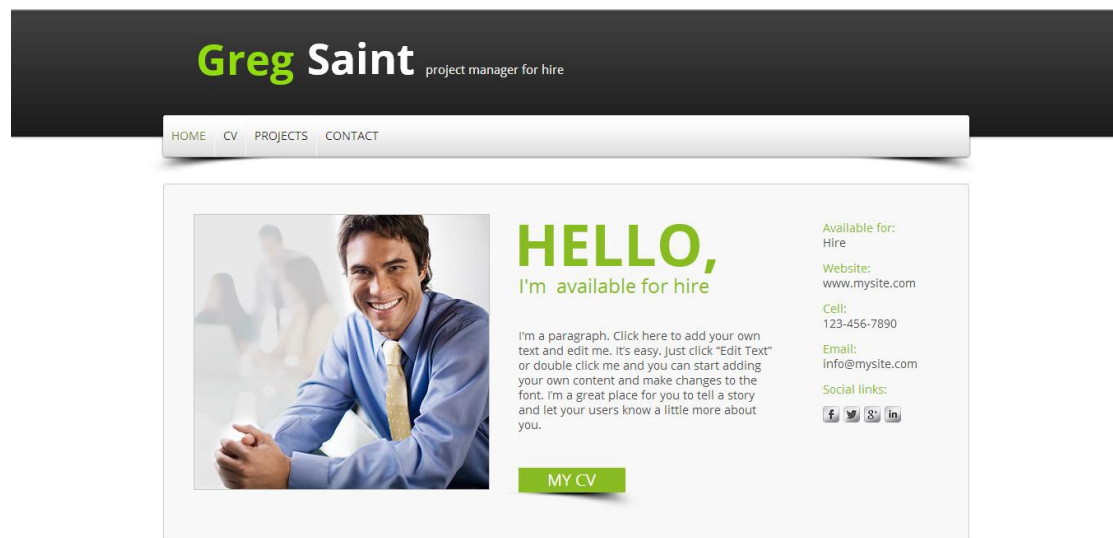 Greg Saint project manager for hire
HOME CV PROJECTS CONTACT
HELLO,
I'm available for hire
I'm a paragraph. Click here to add your own
text and edit me. It's easy. Just click “Edit Text”
or double click me and you can start adding
your own content and make changes to the
font. I'm a great place for you to tell a story
and let your users know a little more about
you.
MY CV
Available for:
Hire
Website:
www.mysite.com
Cell:
123-456-7890
Email:
info@mysite.com
Social links:
f 8+ in